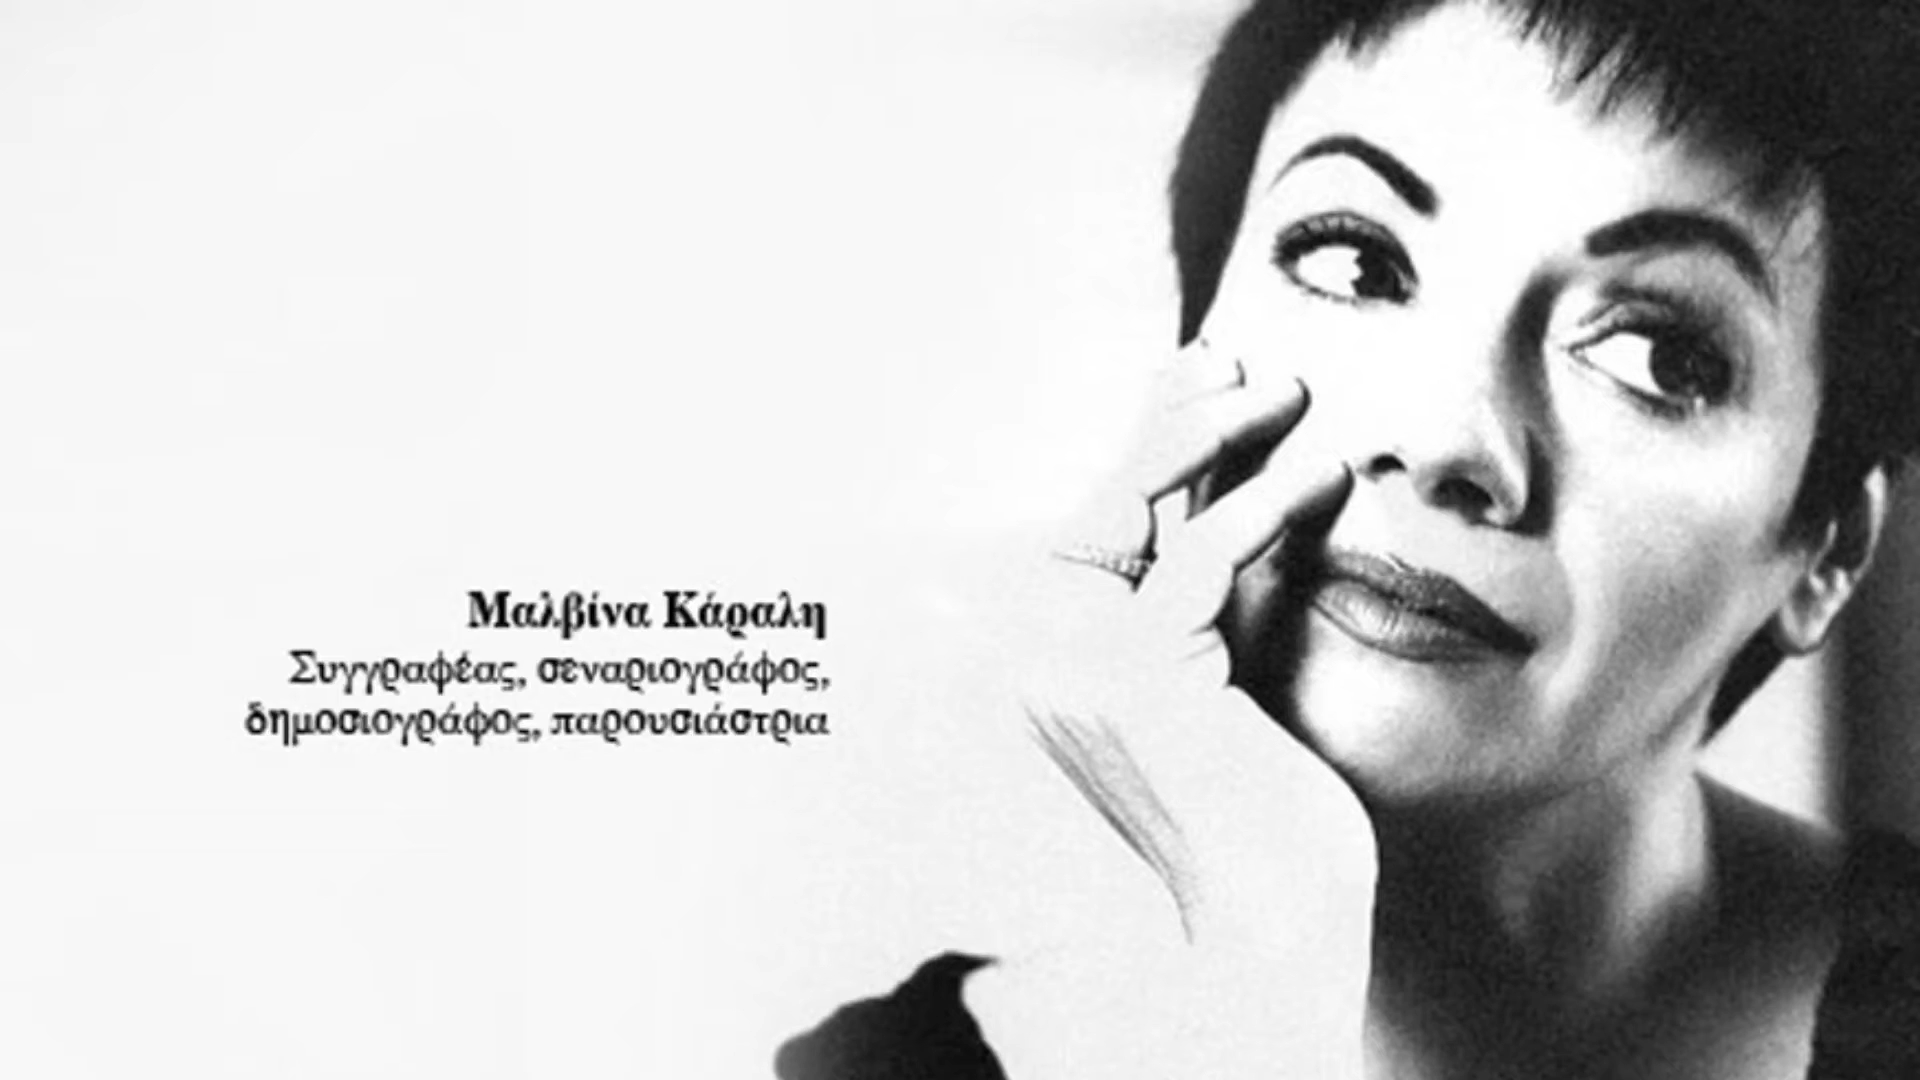 Μαλβίνα Κάραλη
Συγγραφέας, σεναριογράφος,
δημοσιογράφος, παρουσιάστρια